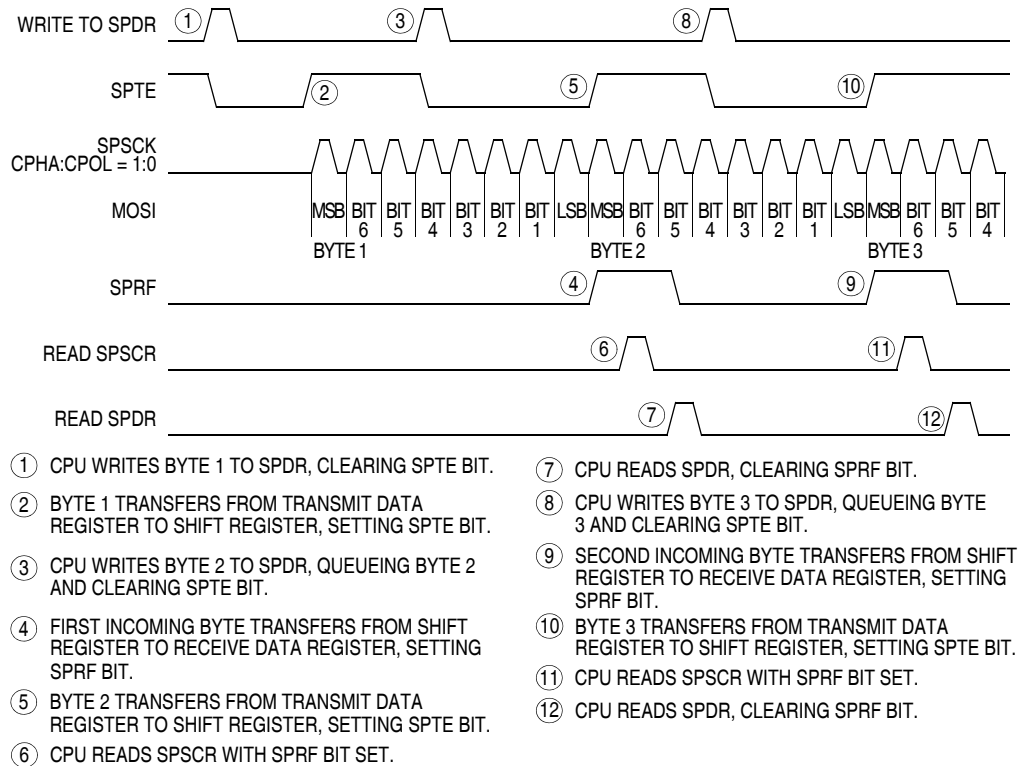 WRITE TO SPDR
1
3
8
SPTE
2
5
10
SPSCK
CPHA:CPOL = 1:0
MOSI
MSB BIT BIT BIT BIT BIT BIT LSB MSB BIT BIT BIT BIT BIT BIT LSB MSB BIT BIT BIT
6 5 4 3 2 1 6 5 4 3 2 1 6 5 4
BYTE 1 BYTE 2 BYTE 3
SPRF
4
9
READ SPSCR
6
11
READ SPDR
7
12
1 CPU WRITES BYTE 1 TO SPDR, CLEARING SPTE BIT.
2 BYTE 1 TRANSFERS FROM TRANSMIT DATA
REGISTER TO SHIFT REGISTER, SETTING SPTE BIT.
3 CPU WRITES BYTE 2 TO SPDR, QUEUEING BYTE 2
AND CLEARING SPTE BIT.
4 FIRST INCOMING BYTE TRANSFERS FROM SHIFT
REGISTER TO RECEIVE DATA REGISTER, SETTING
SPRF BIT.
5 BYTE 2 TRANSFERS FROM TRANSMIT DATA
REGISTER TO SHIFT REGISTER, SETTING SPTE BIT.
6 CPU READS SPSCR WITH SPRF BIT SET.
7 CPU READS SPDR, CLEARING SPRF BIT.
8 CPU WRITES BYTE 3 TO SPDR, QUEUEING BYTE
3 AND CLEARING SPTE BIT.
9 SECOND INCOMING BYTE TRANSFERS FROM SHIFT
REGISTER TO RECEIVE DATA REGISTER, SETTING
SPRF BIT.
10 BYTE 3 TRANSFERS FROM TRANSMIT DATA
REGISTER TO SHIFT REGISTER, SETTING SPTE BIT.
11 CPU READS SPSCR WITH SPRF BIT SET.
12 CPU READS SPDR, CLEARING SPRF BIT.